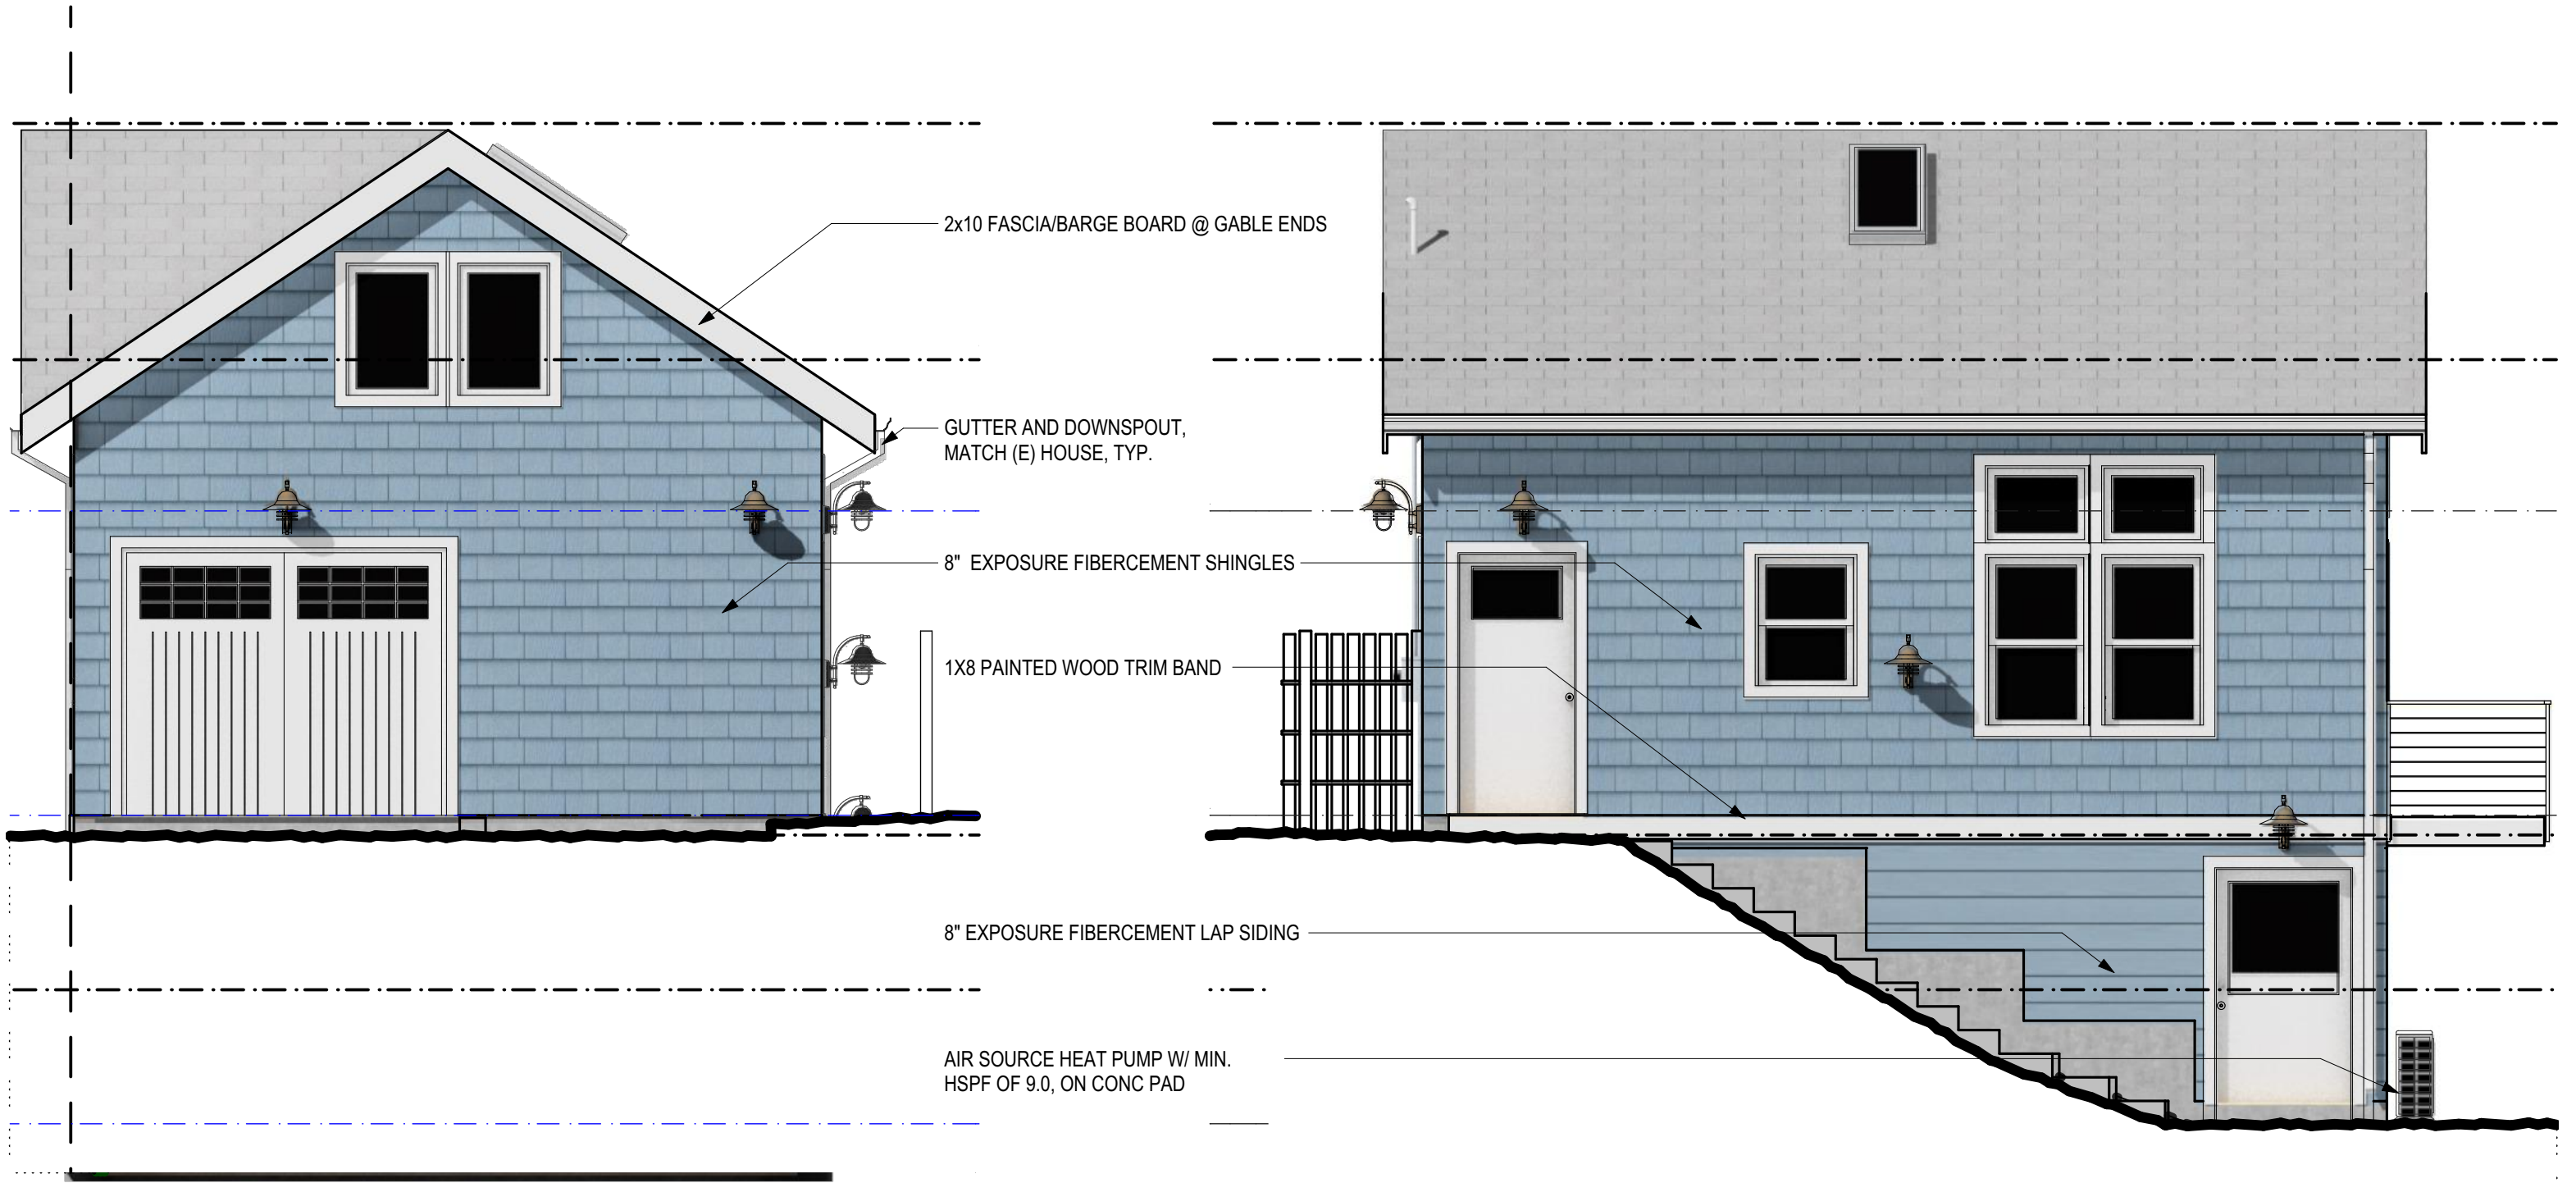 2x10 FASCIA/BARGE BOARD @ GABLE ENDS
GUTTER AND DOWNSPOUT,
MATCH (E) HOUSE, TYP.
8" EXPOSURE FIBERCEMENT SHINGLES
1X8 PAINTED WOOD TRIM BAND
8" EXPOSURE FIBERCEMENT LAP SIDING
AIR SOURCE HEAT PUMP W/ MIN.
HSPF OF 9.0, ON CONC PAD